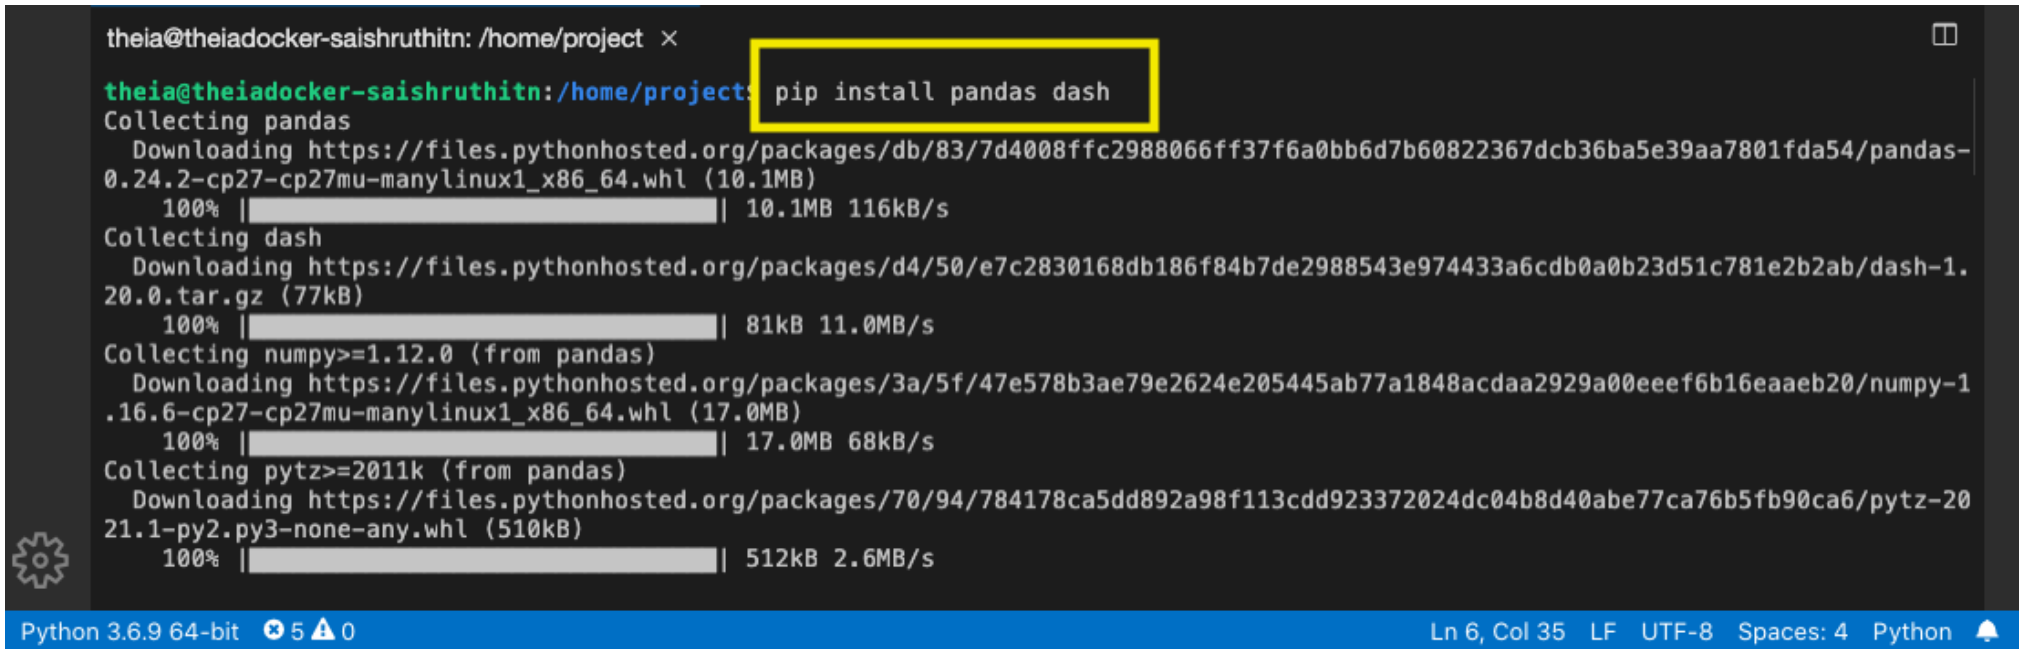 theia@theiadocker-saishruthitn: /home/project ×
theia@theiadocker-saishruthitn:/home/project$ pip install pandas dash
Collecting pandas
  Downloading https://files.pythonhosted.org/packages/db/83/7d4008ffc2988066ff37f6a0bb6d7b60822367dcb36ba5e39aa7801fda54/pandas-
0.24.2-cp27-cp27mu-manylinux1_x86_64.whl (10.1MB)
    100% || 10.1MB 116kB/s
Collecting dash
  Downloading https://files.pythonhosted.org/packages/d4/50/e7c2830168db186f84b7de2988543e974433a6cdb0a0b23d51c781e2b2ab/dash-1.
20.0.tar.gz (77kB)
    100% || 81kB 11.0MB/s
Collecting numpy>=1.12.0 (from pandas)
  Downloading https://files.pythonhosted.org/packages/3a/5f/47e578b3ae79e2624e205445ab77a1848acdaa2929a00eeef6b16eaaeb20/numpy-1
.16.6-cp27-cp27mu-manylinux1_x86_64.whl (17.0MB)
    100% || 17.0MB 68kB/s
Collecting pytz>=2011k (from pandas)
  Downloading https://files.pythonhosted.org/packages/70/94/784178ca5dd892a98f113cdd923372024dc04b8d40abe77ca76b5fb90ca6/pytz-20
21.1-py2.py3-none-any.whl (510kB)
    100% || 512kB 2.6MB/s
Python 3.6.9 64-bit 5 0 Ln 6, Col 35 LF UTF-8 Spaces: 4 Python